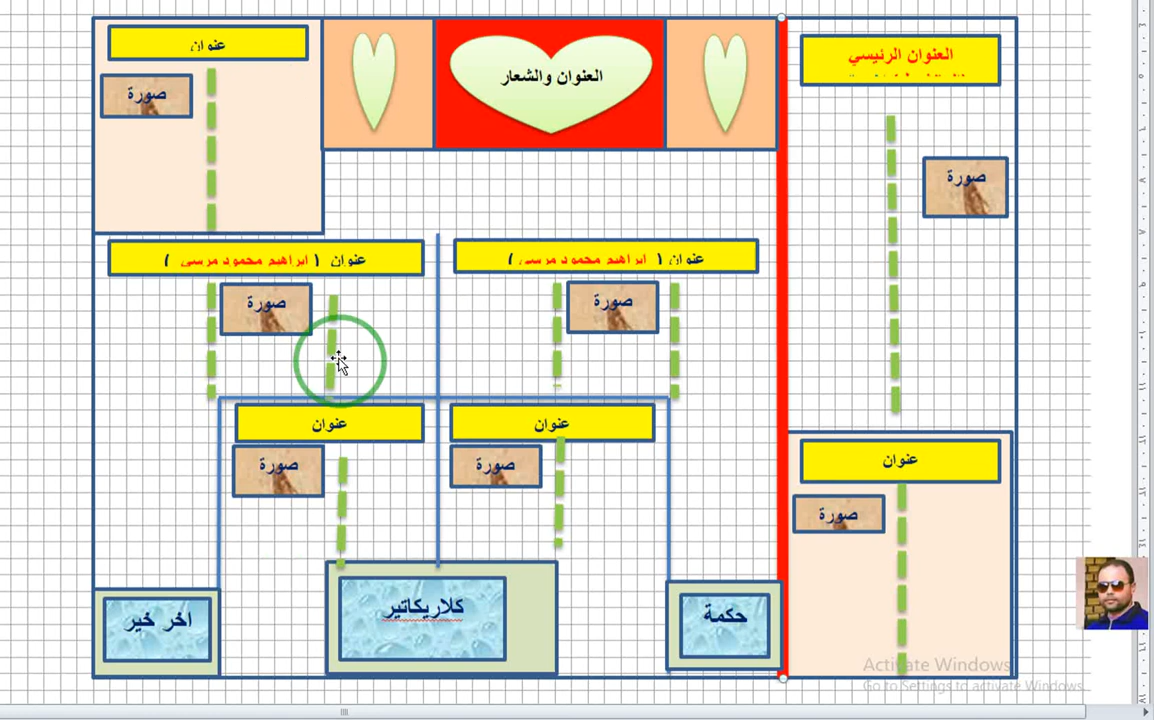 العنوان الرئيسي
صورة
عنوان
صورة
العنوان والشعار
عنوان
صورة
عنوان ( ابراهيم محمود مرسى )
صورة
عنوان ( ابراهيم محمود مرسى )
صورة
عنوان
صورة
عنوان
صورة
حكمة
كلاريكاتير
اخر خبر
Activate Windows
Go to Settings to activate Windows.